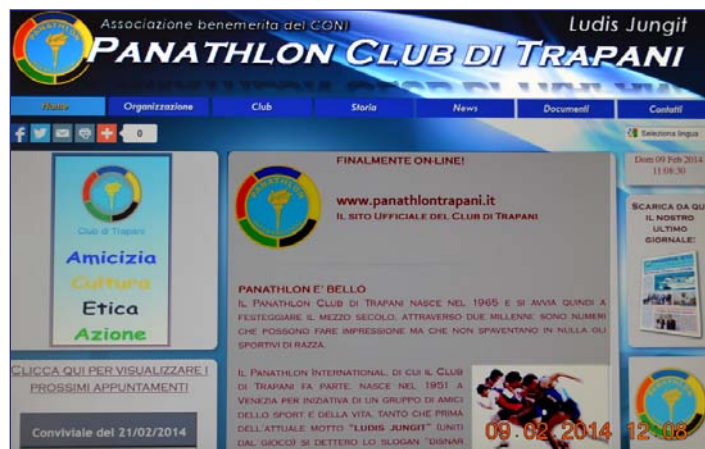 Associazione benemerita del CONI
Ludis Jungit
PANATHLON CLUB DI TRAPANI
Home Organizzazione Club Storia News Documenti Contatti
0
Seleziona lingua
PANATHLON
Club di Trapani
Amicizia
Cultura
Etica
Azione
CLICCA QUI PER VISUALIZZARE I
PROSSIMI APPUNTAMENTI
Conviviale del 21/02/2014
FINALMENTE ON-LINE!
PANATHLON
www.panathlontrapani.it
IL SITO UFFICIALE DEL CLUB DI TRAPANI
PANATHLON E' BELLO
IL PANATHLON CLUB DI TRAPANI NASCE NEL 1965 E SI AVVIA QUINDI A
FESTEGGIARE IL MEZZO SECOLO, ATTRAVERSO DUE MILLENNI: SONO NUMERI
CHE POSSONO FARE IMPRESSIONE MA CHE NON SPAVENTANO IN NULLA GLI
SPORTIVI DI RAZZA.
IL PANATHLON INTERNATIONAL, DI CUI IL CLUB
DI TRAPANI FA PARTE, NASCE NEL 1951 A
VENEZIA PER INIZIATIVA DI UN GRUPPO DI AMICI
DELLO SPORT E DELLA VITA, TANTO CHE PRIMA
DELL'ATTUALE MOTTO "LUDIS JUNGIT" (UNITI
DAL GIOCO) SI DETTERO LO SLOGAN "DISNAR
Dom 09 Feb 2014
11:08:30
SCARICA DA QUI
IL NOSTRO
ULTIMO
GIORNALE:
09.02.2014 12:08